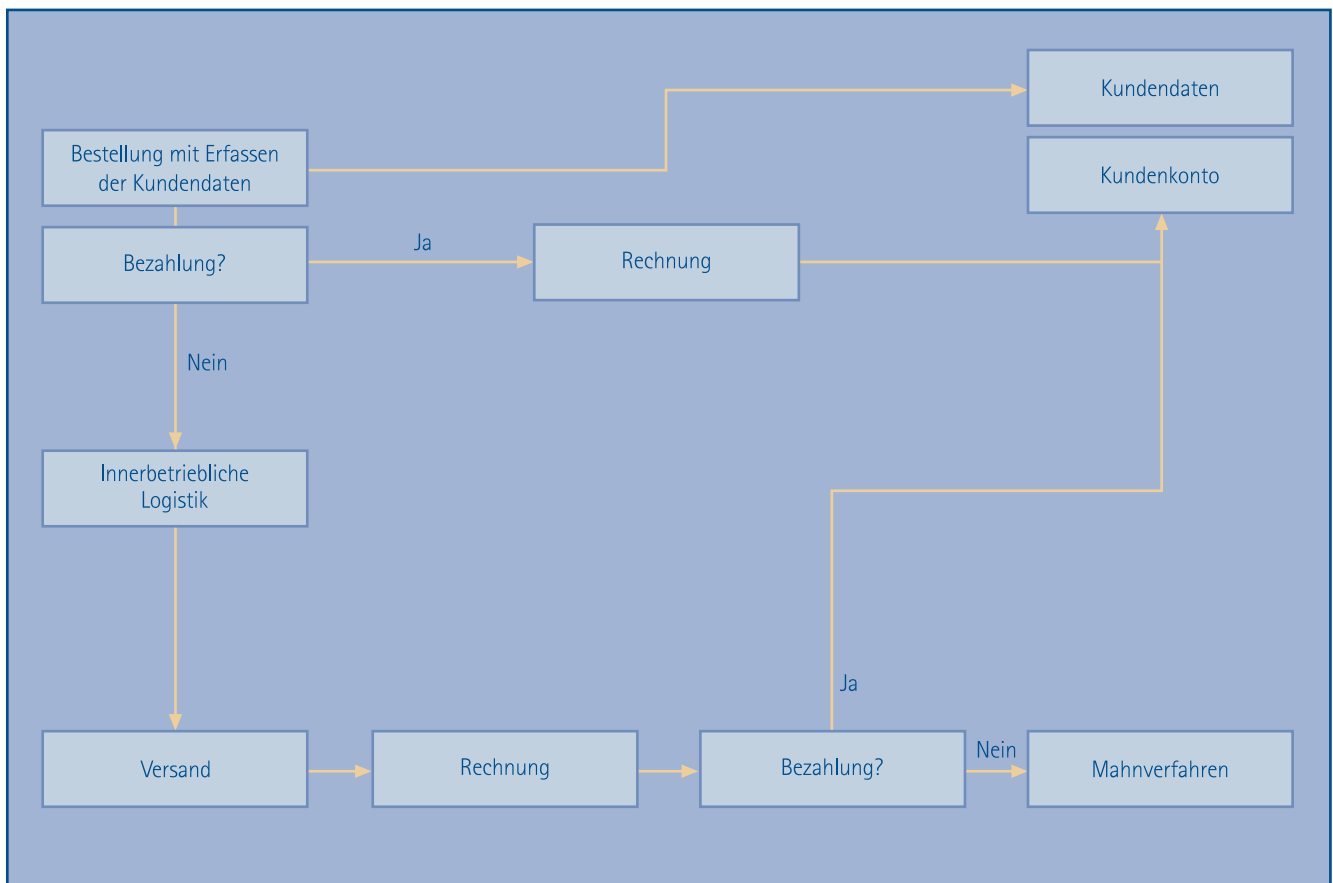 Kundendaten
Bestellung mit Erfassen
der Kundendaten
Kundenkonto
Bezahlung?
Ja
Rechnung
Nein
Innerbetriebliche
Logistik
Ja
Versand
Rechnung
Bezahlung?
Nein
Mahnverfahren